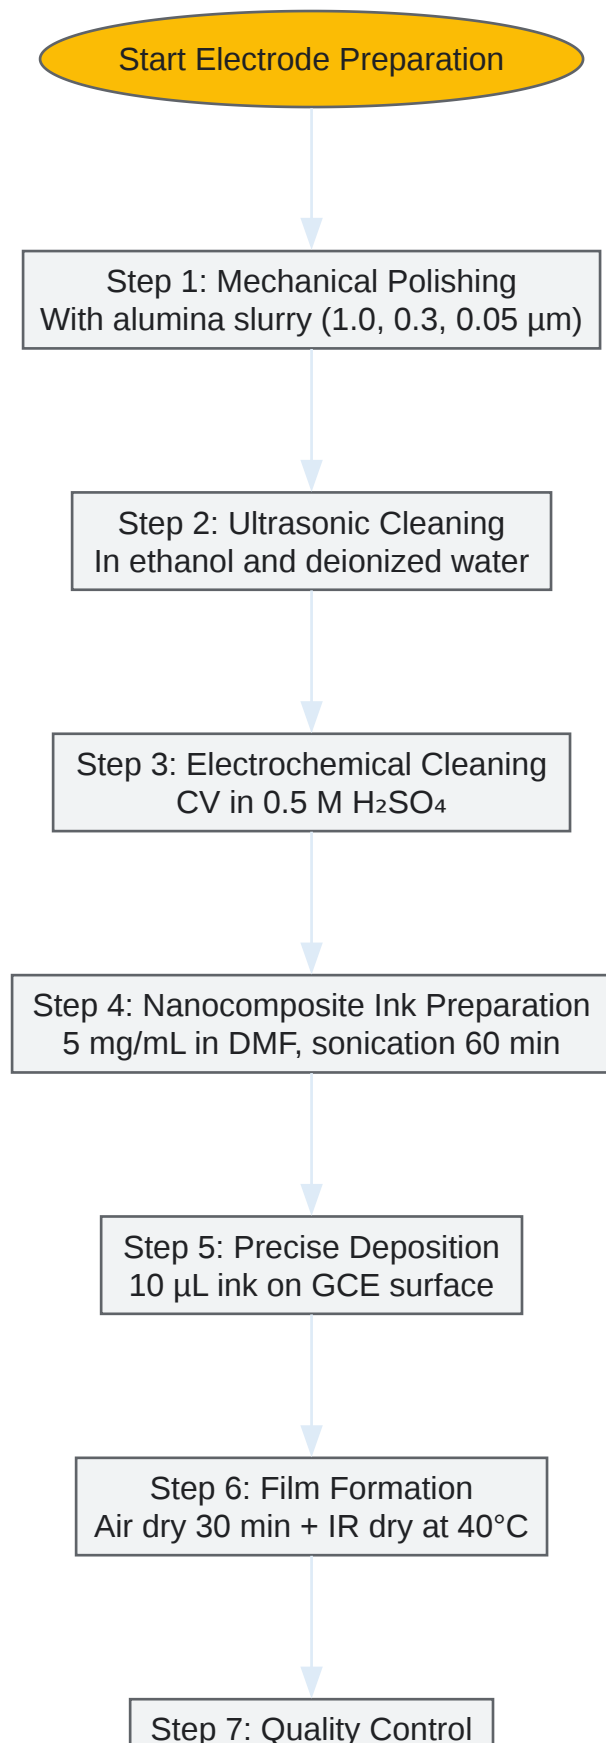 Start Electrode Preparation
Step 1: Mechanical Polishing
With alumina slurry (1.0, 0.3, 0.05 µm)
Step 2: Ultrasonic Cleaning
In ethanol and deionized water
Step 3: Electrochemical Cleaning
CV in 0.5 M H₂SO₄
Step 4: Nanocomposite Ink Preparation
5 mg/mL in DMF, sonication 60 min
Step 5: Precise Deposition
10 µL ink on GCE surface
Step 6: Film Formation
Air dry 30 min + IR dry at 40°C
Step 7: Quality Control